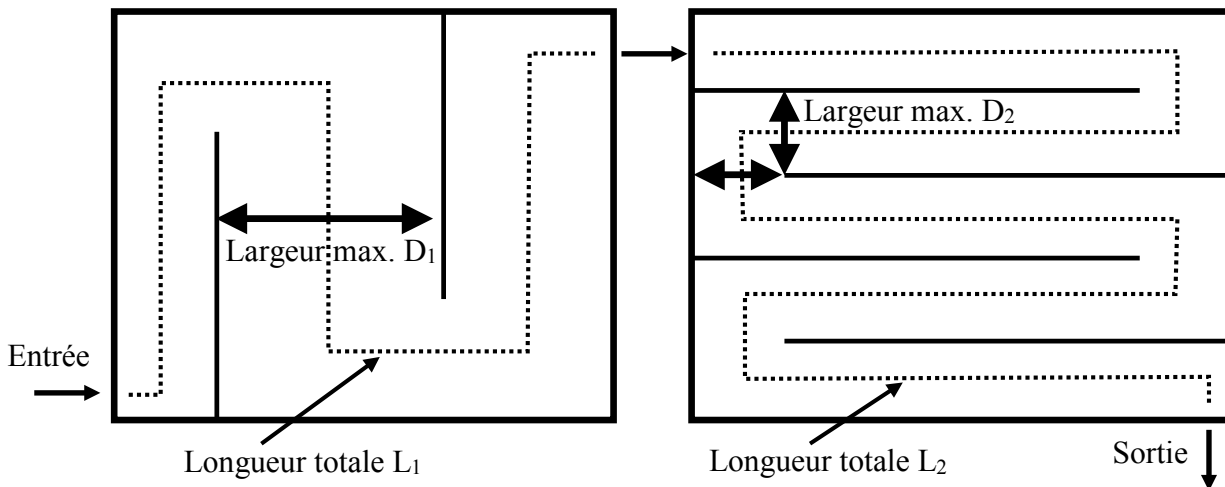 Largeur max. D₂
Largeur max. D₁
Entrée
Longueur totale L₁
Longueur totale L₂
Sortie